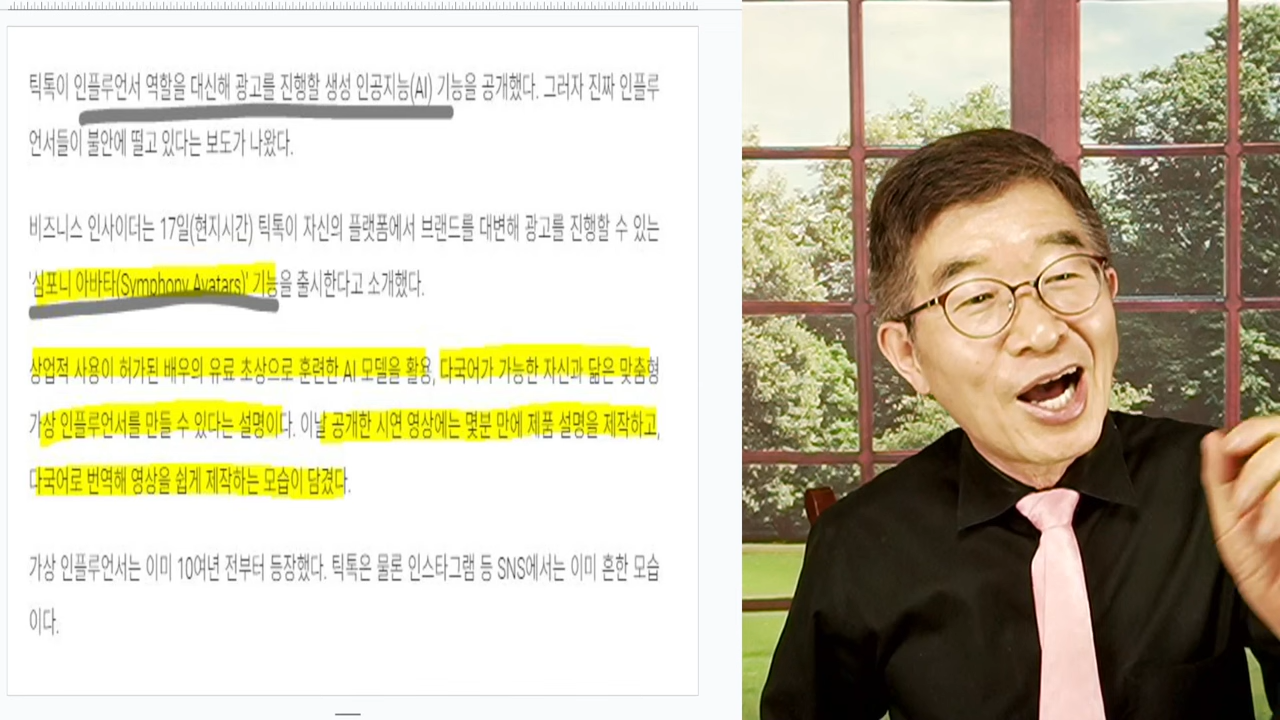 틱톡이 인플루언서 역할을 대신해 광고를 진행할 생성 인공지능(AI) 기능을 공개했다. 그러자 진짜 인플루
언서들이 불안에 떨고 있다는 보도가 나왔다.
비즈니스 인사이더는 17일(현지시간) 틱톡이 자신의 플랫폼에서 브랜드를 대변해 광고를 진행할 수 있는
'심포니 아바타(Symphony Avatars)' 기능을 출시한다고 소개했다.
상업적 사용이 허가된 배우의 유료 초상으로 훈련한 AI 모델을 활용, 다국어가 가능한 자신과 닮은 맞춤형
가상 인플루언서를 만들 수 있다는 설명이다. 이날 공개한 시연 영상에는 몇분 만에 제품 설명을 제작하고,
다국어로 번역해 영상을 쉽게 제작하는 모습이 담겼다.
가상 인플루언서는 이미 10여년 전부터 등장했다. 틱톡은 물론 인스타그램 등 SNS에서는 이미 흔한 모습
이다.